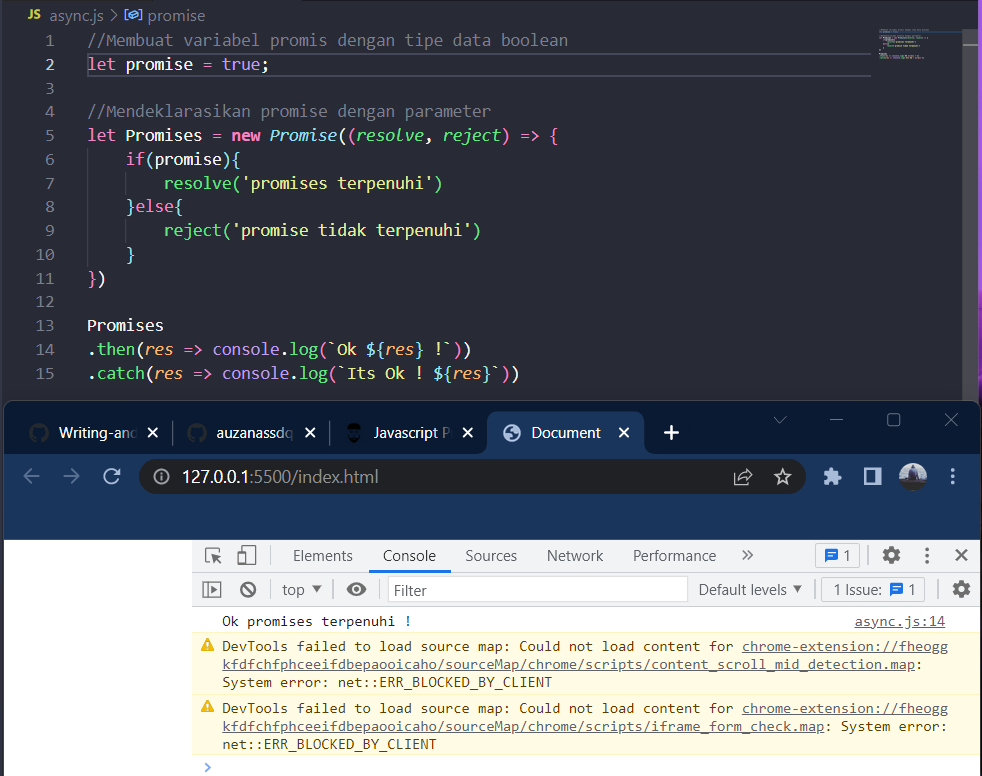 JS async.js > promise
1 //Membuat variabel promis dengan tipe data boolean
2 let promise = true;
3
4 //Mendeklarasikan promise dengan parameter
5 let Promises = new Promise((resolve, reject) => {
6 if(promise){
7 resolve('promises terpenuhi')
8 }else{
9 reject('promise tidak terpenuhi')
10 }
11 })
12
13 Promises
14 .then(res => console.log(`Ok ${res} !`))
15 .catch(res => console.log(`Its Ok ! ${res}`))
Writing-and auzanassdq Javascript P Document
127.0.0.1:5500/index.html
Elements Console Sources Network Performance » 1
top Filter Default levels 1 Issue: 1
Ok promises terpenuhi ! async.js:14
DevTools failed to load source map: Could not load content for chrome-extension://fheogg
kfdfchfphceeifdbepaooicaho/sourceMap/chrome/scripts/content_scroll_mid_detection.map:
System error: net::ERR_BLOCKED_BY_CLIENT
DevTools failed to load source map: Could not load content for chrome-extension://fheogg
kfdfchfphceeifdbepaooicaho/sourceMap/chrome/scripts/iframe_form_check.map: System error:
net::ERR_BLOCKED_BY_CLIENT